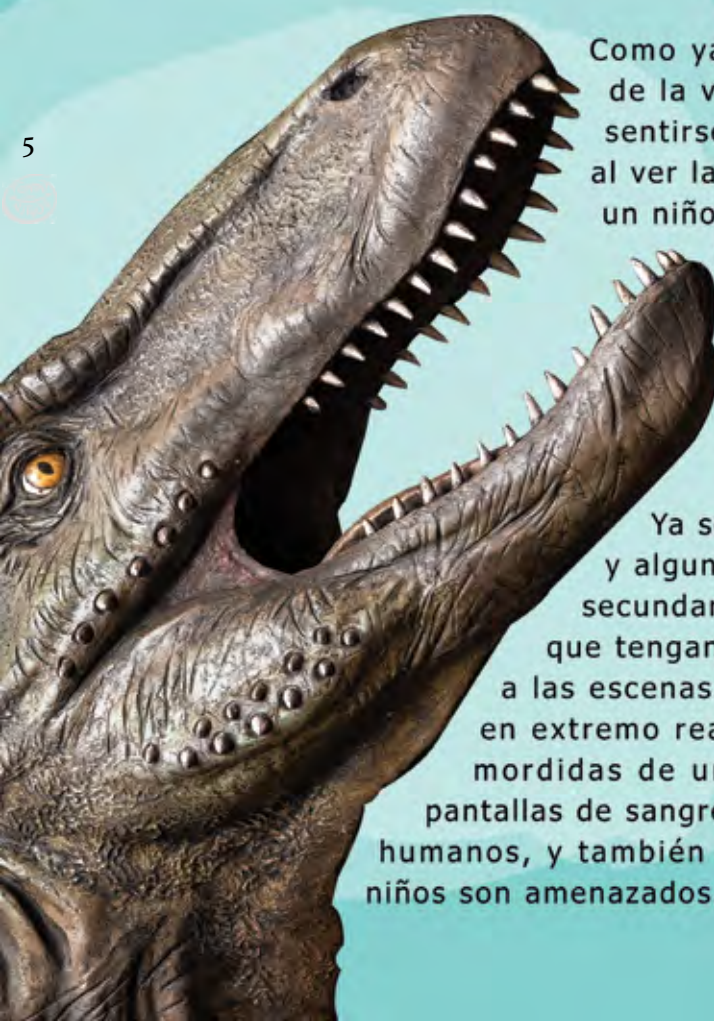 5
Como ya
de la v
sentirse
al ver la
un niño
Ya s
y algun
secundar
que tengan
a las escenas
en extremo rea
mordidas de un
pantallas de sangre
humanos, y también
niños son amenazados